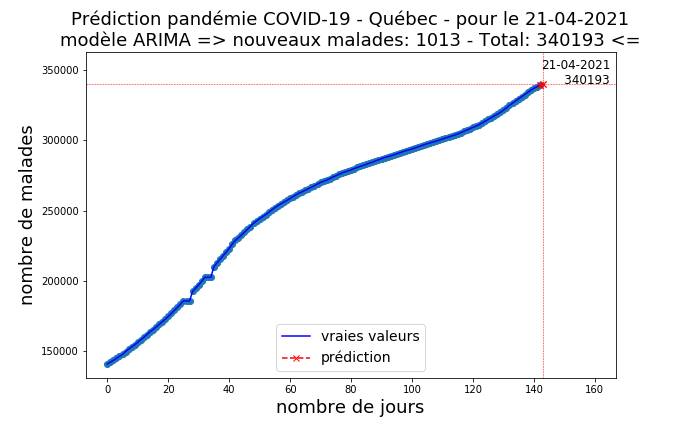 Prédiction pandémie COVID-19 - Québec - pour le 21-04-2021
modèle ARIMA => nouveaux malades: 1013 - Total: 340193 <=
21-04-2021
340193
350000
300000
250000
200000
150000
nombre de malades
vraies valeurs
prédiction
0 20 40 60 80 100 120 140 160
nombre de jours